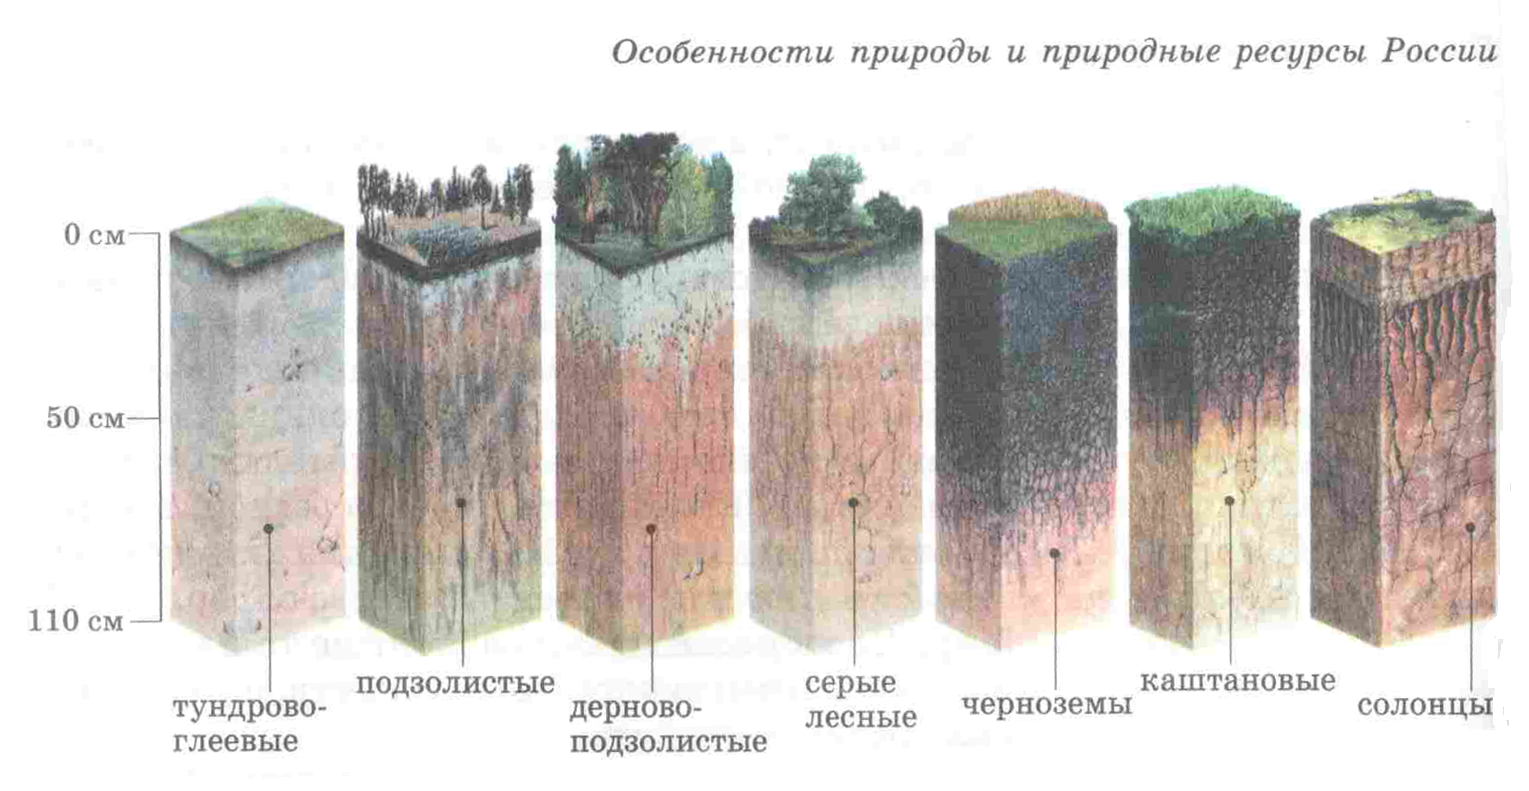 Особенности природы и природные ресурсы России
0 см
50 см
110 см
тундрово-
глеевые
подзолистые
дерново-
подзолистые
серые
лесные
черноземы
каштановые
солонцы